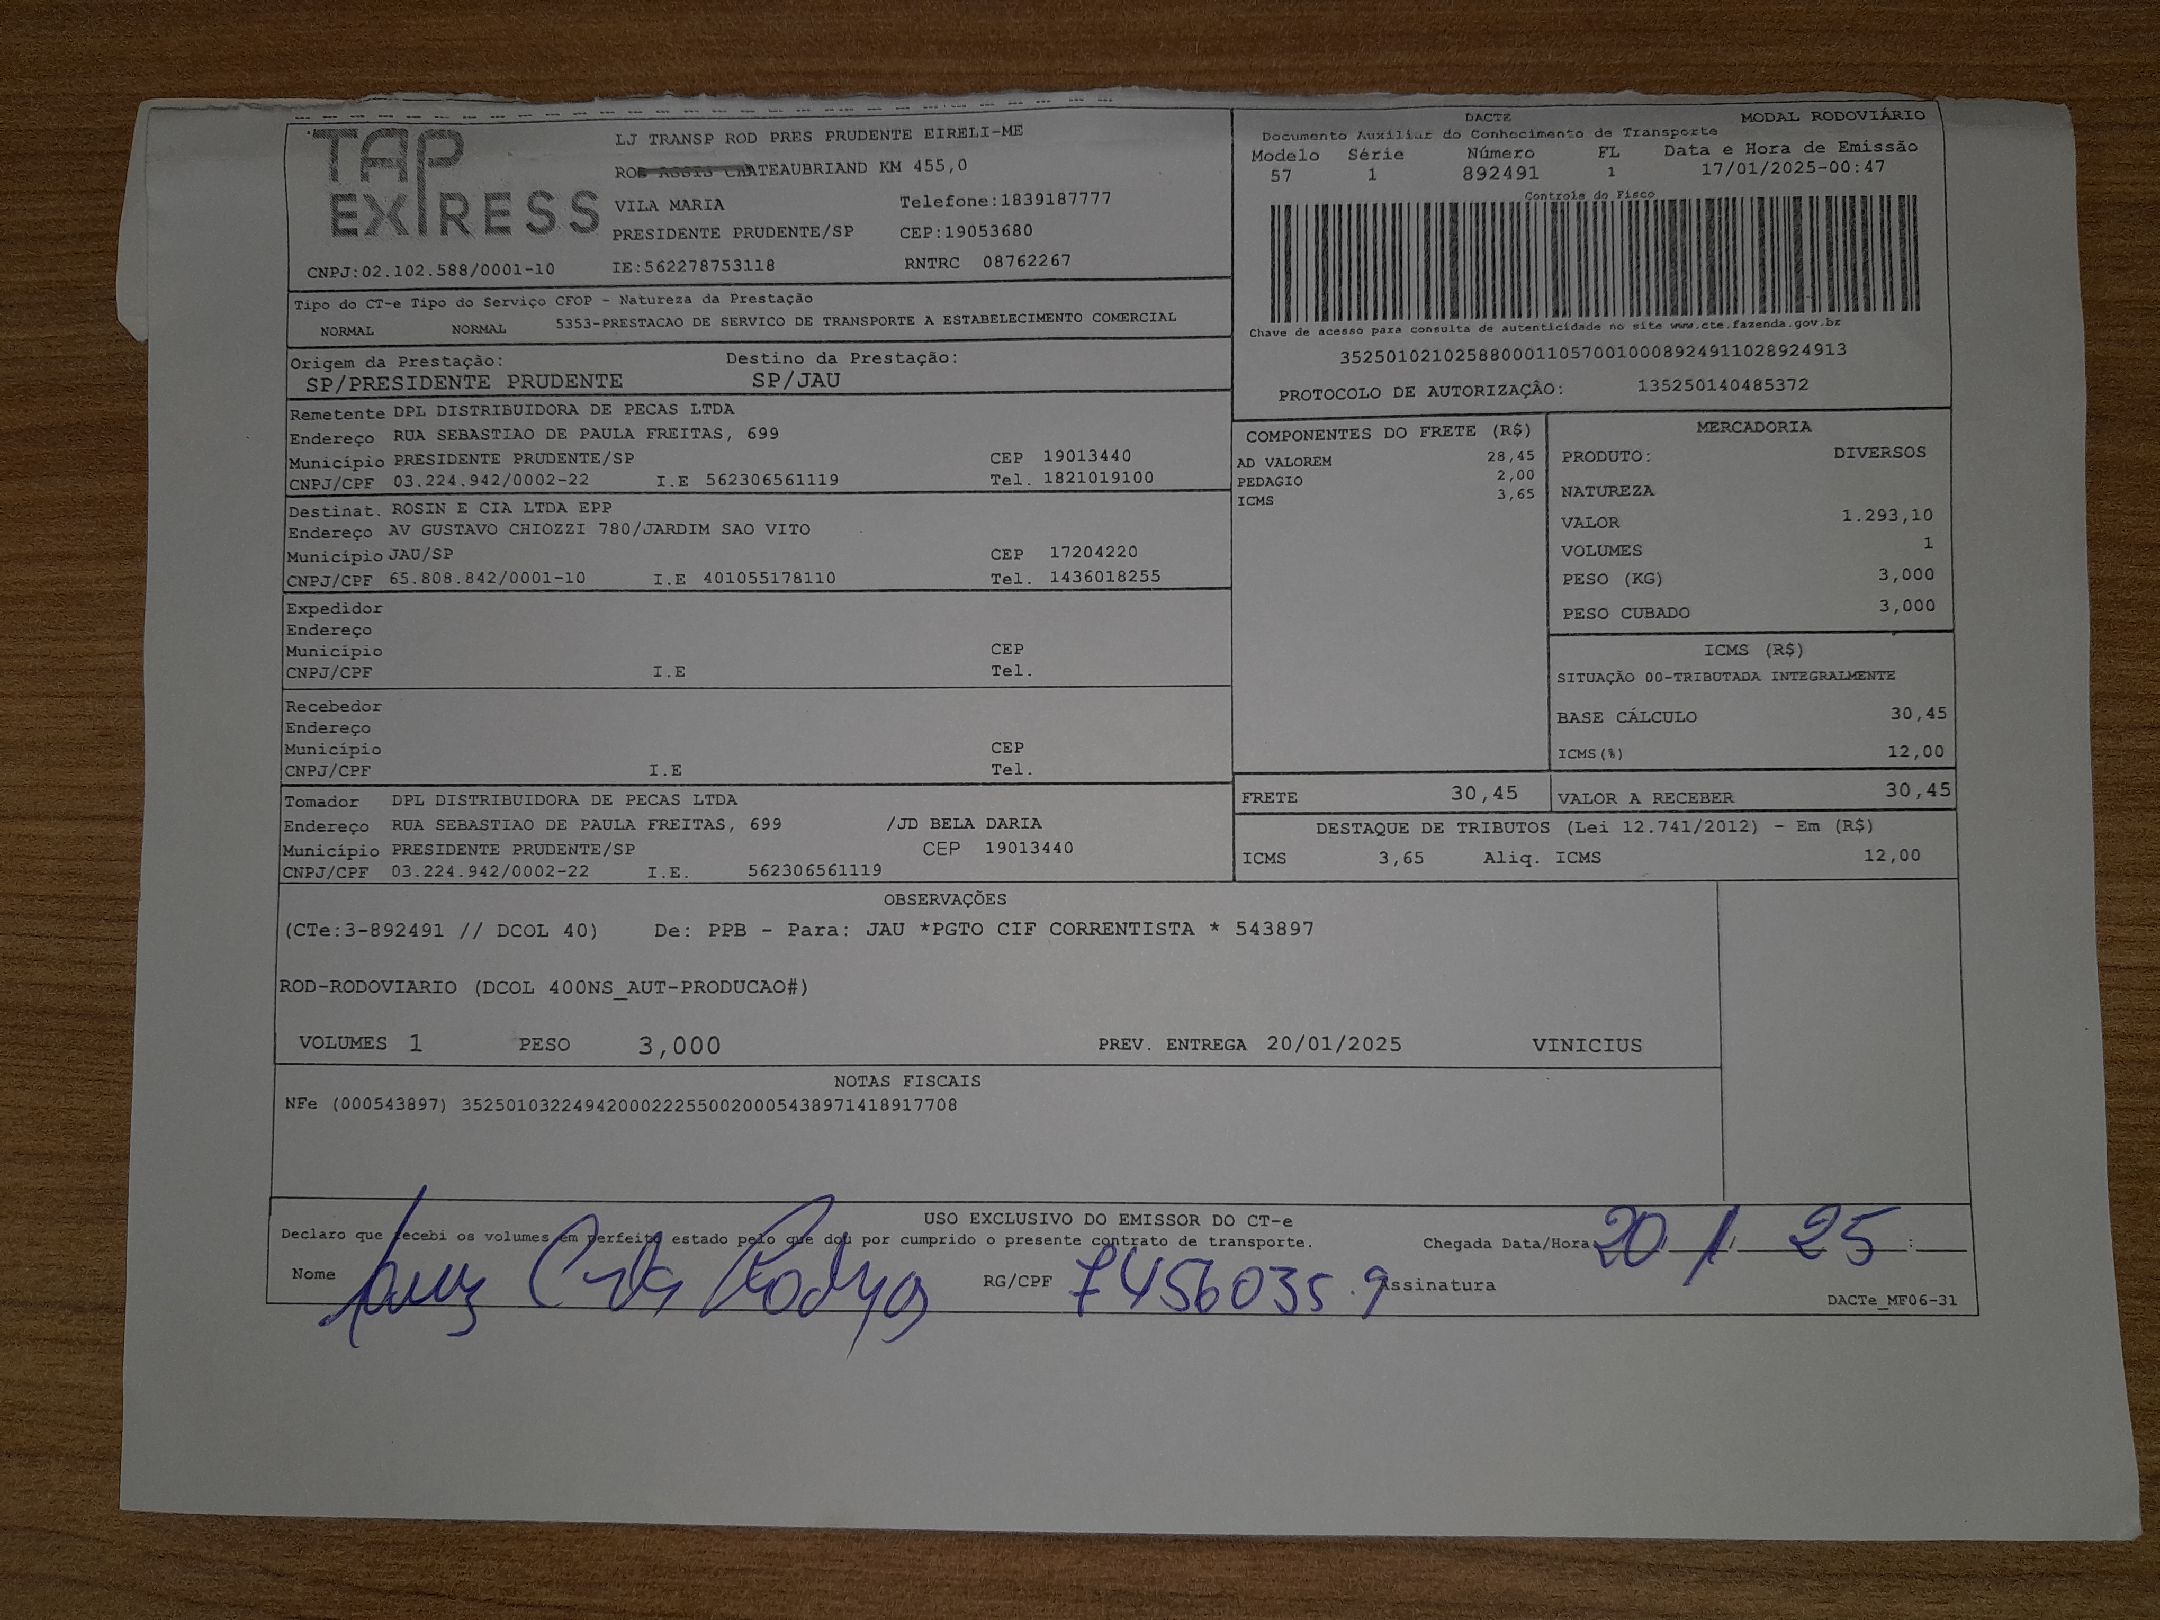 TAP
EXPRESS
LJ TRANSP ROD PRES PRUDENTE EIRELI-ME
ROD ASSIS CHATEAUBRIAND KM 455,0
VILA MARIA Telefone:1839187777
PRESIDENTE PRUDENTE/SP CEP:19053680
CNPJ:02.102.588/0001-10 IE:562278753118 RNTRC 08762267
DACTE MODAL RODOVIÁRIO
Documento Auxiliar do Conhecimento de Transporte
Modelo Série Número FL Data e Hora de Emissão
57 1 892491 1 17/01/2025-00:47
Controle do Fisco
Chave de acesso para consulta de autenticidade no site www.cte.fazenda.gov.br
35250102102588000110570010008924911028924913
PROTOCOLO DE AUTORIZAÇÂO: 135250140485372
Tipo do CT-e Tipo do Serviço CFOP - Natureza da Prestação
NORMAL NORMAL 5353-PRESTACAO DE SERVICO DE TRANSPORTE A ESTABELECIMENTO COMERCIAL
Origem da Prestação: Destino da Prestação:
SP/PRESIDENTE PRUDENTE SP/JAU
Remetente DPL DISTRIBUIDORA DE PECAS LTDA
Endereço RUA SEBASTIAO DE PAULA FREITAS, 699
Município PRESIDENTE PRUDENTE/SP CEP 19013440
CNPJ/CPF 03.224.942/0002-22 I.E 562306561119 Tel. 1821019100
Destinat. ROSIN E CIA LTDA EPP
Endereço AV GUSTAVO CHIOZZI 780/JARDIM SAO VITO
Município JAU/SP CEP 17204220
CNPJ/CPF 65.808.842/0001-10 I.E 401055178110 Tel. 1436018255
Expedidor
Endereço
Município CEP
CNPJ/CPF I.E Tel.
Recebedor
Endereço
Município CEP
CNPJ/CPF I.E Tel.
Tomador DPL DISTRIBUIDORA DE PECAS LTDA
Endereço RUA SEBASTIAO DE PAULA FREITAS, 699 /JD BELA DARIA
Município PRESIDENTE PRUDENTE/SP CEP 19013440
CNPJ/CPF 03.224.942/0002-22 I.E. 562306561119
COMPONENTES DO FRETE (R$)
AD VALOREM 28,45
PEDAGIO 2,00
ICMS 3,65
MERCADORIA
PRODUTO: DIVERSOS
NATUREZA
VALOR 1.293,10
VOLUMES 1
PESO (KG) 3,000
PESO CUBADO 3,000
ICMS (R$)
SITUAÇÃO 00-TRIBUTADA INTEGRALMENTE
BASE CÁLCULO 30,45
ICMS(%) 12,00
FRETE 30,45 VALOR A RECEBER 30,45
DESTAQUE DE TRIBUTOS (Lei 12.741/2012) - Em (R$)
ICMS 3,65 Aliq. ICMS 12,00
OBSERVAÇÕES
(CTe:3-892491 // DCOL 40) De: PPB - Para: JAU *PGTO CIF CORRENTISTA * 543897
ROD-RODOVIARIO (DCOL 400NS_AUT-PRODUCAO#)
VOLUMES 1 PESO 3,000 PREV. ENTREGA 20/01/2025 VINICIUS
NOTAS FISCAIS
NFe (000543897) 35250103224942000222550020005438971418917708
USO EXCLUSIVO DO EMISSOR DO CT-e
Declaro que recebi os volumes em perfeito estado pelo que dou por cumprido o presente contrato de transporte. Chegada Data/Hora 20/1/25 :
Nome RG/CPF 7456035.9 Assinatura
DACTe_MF06-31